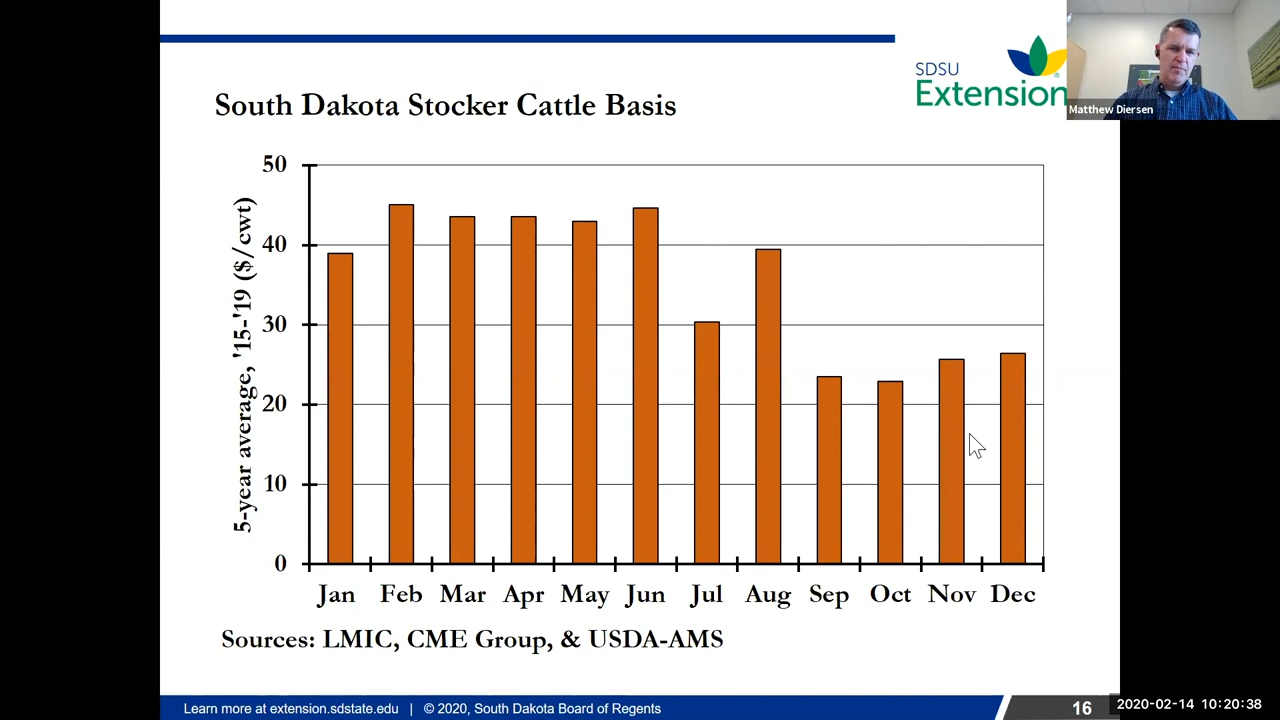 SDSU
Extension
Matthew Diersen
South Dakota Stocker Cattle Basis
5-year average, '15-'19 ($/cwt)
50
40
30
20
10
0
Jan Feb Mar Apr May Jun Jul Aug Sep Oct Nov Dec
Sources: LMIC, CME Group, & USDA-AMS
Learn more at extension.sdstate.edu | © 2020, South Dakota Board of Regents
16
2020-02-14 10:20:38